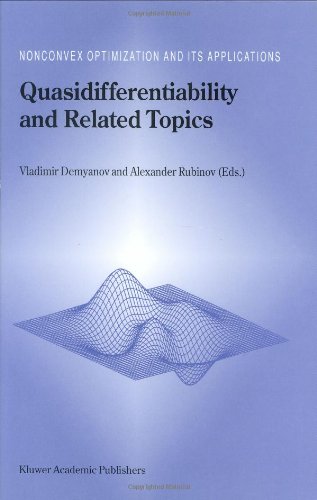 NONCONVEX OPTIMIZATION AND ITS APPLICATIONS
Quasidifferentiability
and Related Topics
Vladimir Demyanov and Alexander Rubinov (Eds.)
Kluwer Academic Publishers